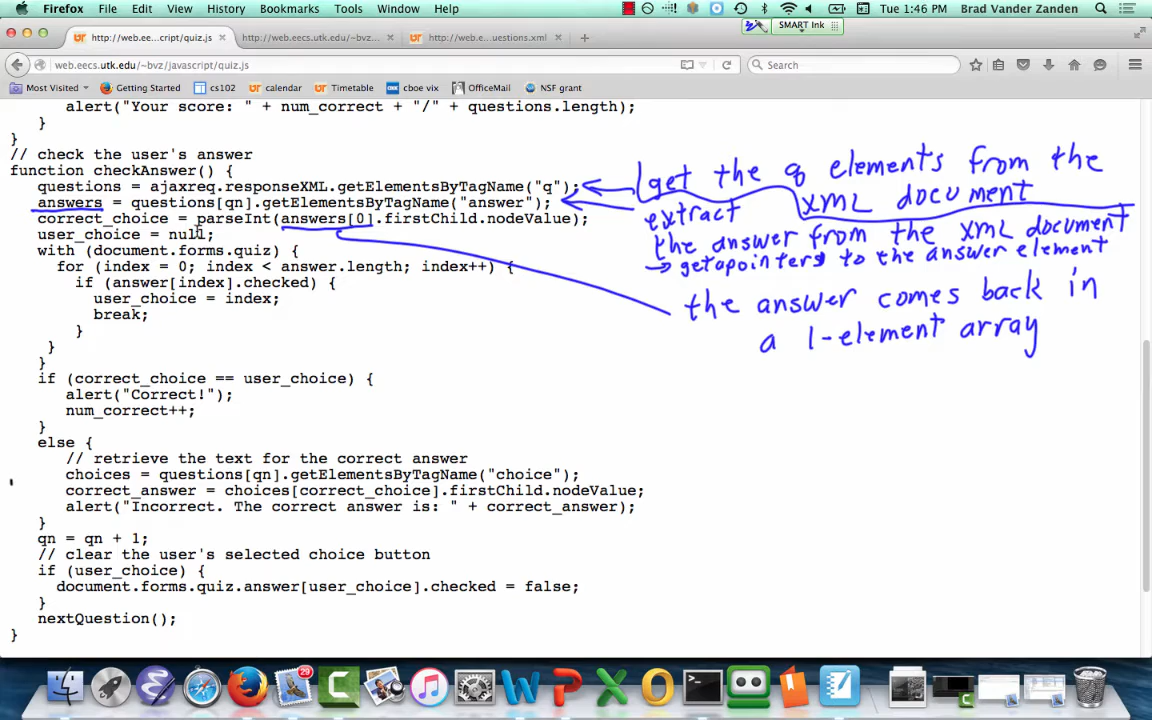 Firefox File Edit View History Bookmarks Tools Window Help Tue 1:46 PM Brad Vander Zanden
SMART Ink
http://web.ee...cript/quiz.js http://web.eecs.utk.edu/~bvz/... http://web.eecs.u...uestions.xml
web.eecs.utk.edu/~bvz/javascript/quiz.js Search
Most Visited Getting Started cs102 calendar Timetable cboe vix OfficeMail NSF grant
alert("Your score: " + num_correct + "/" + questions.length);
}
}
// check the user's answer
function checkAnswer() {
questions = ajaxreq.responseXML.getElementsByTagName("q");
answers = questions[qn].getElementsByTagName("answer");
correct_choice = parseInt(answers[0].firstChild.nodeValue);
user_choice = null;
with (document.forms.quiz) {
for (index = 0; index < answer.length; index++) {
if (answer[index].checked) {
user_choice = index;
break;
}
}
}
if (correct_choice == user_choice) {
alert("Correct!");
num_correct++;
}
else {
// retrieve the text for the correct answer
choices = questions[qn].getElementsByTagName("choice");
correct_answer = choices[correct_choice].firstChild.nodeValue;
alert("Incorrect. The correct answer is: " + correct_answer);
}
qn = qn + 1;
// clear the user's selected choice button
if (user_choice) {
document.forms.quiz.answer[user_choice].checked = false;
}
nextQuestion();
}
get the q elements from the
XML document
extract
the answer from the XML document
→ get a pointers to the answer element
the answer comes back in
a 1-element array
29